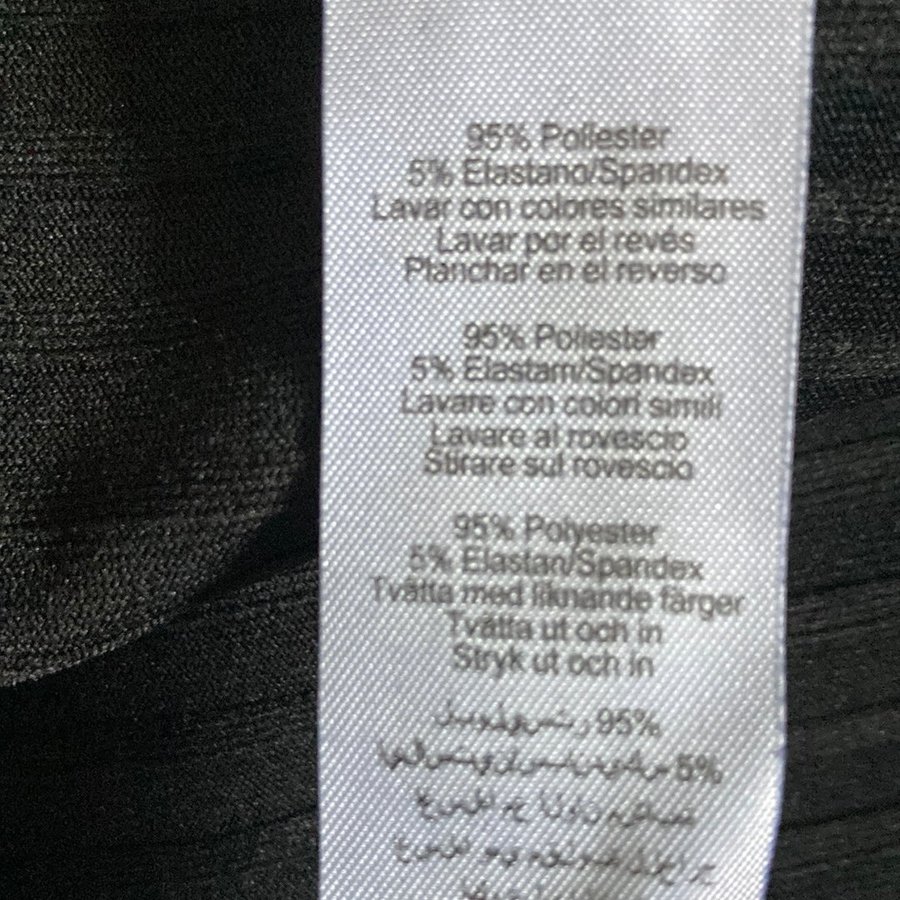 95% Poliester
5% Elastano/Spandex
Lavar con colores similares
Lavar por el revés
Planchar en el reverso
95% Poliester
5% Elastam/Spandex
Lavare con colori simili
Lavare al rovescio
Stirare sul rovescio
95% Polyester
5% Elastan/Spandex
Tvätta med liknande färger
Tvätta ut och in
Stryk ut och in
95%
5%